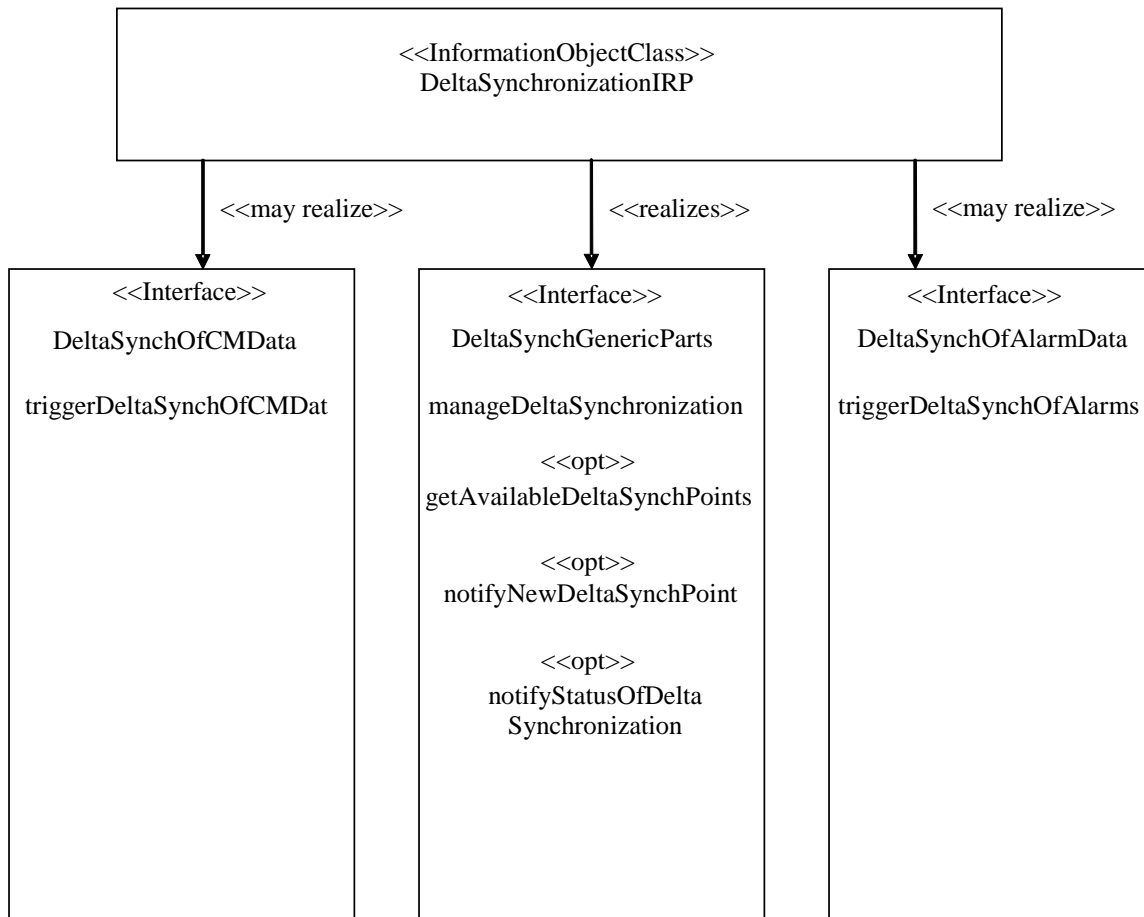 <<InformationObjectClass>>
DeltaSynchronizationIRP
<<may realize>>
<<realizes>>
<<may realize>>
<<Interface>>
DeltaSynchOfCMData
triggerDeltaSynchOfCMDat
<<Interface>>
DeltaSynchGenericParts
manageDeltaSynchronization
<<opt>>
getAvailableDeltaSynchPoints
<<opt>>
notifyNewDeltaSynchPoint
<<opt>>
notifyStatusOfDelta
Synchronization
<<Interface>>
DeltaSynchOfAlarmData
triggerDeltaSynchOfAlarms